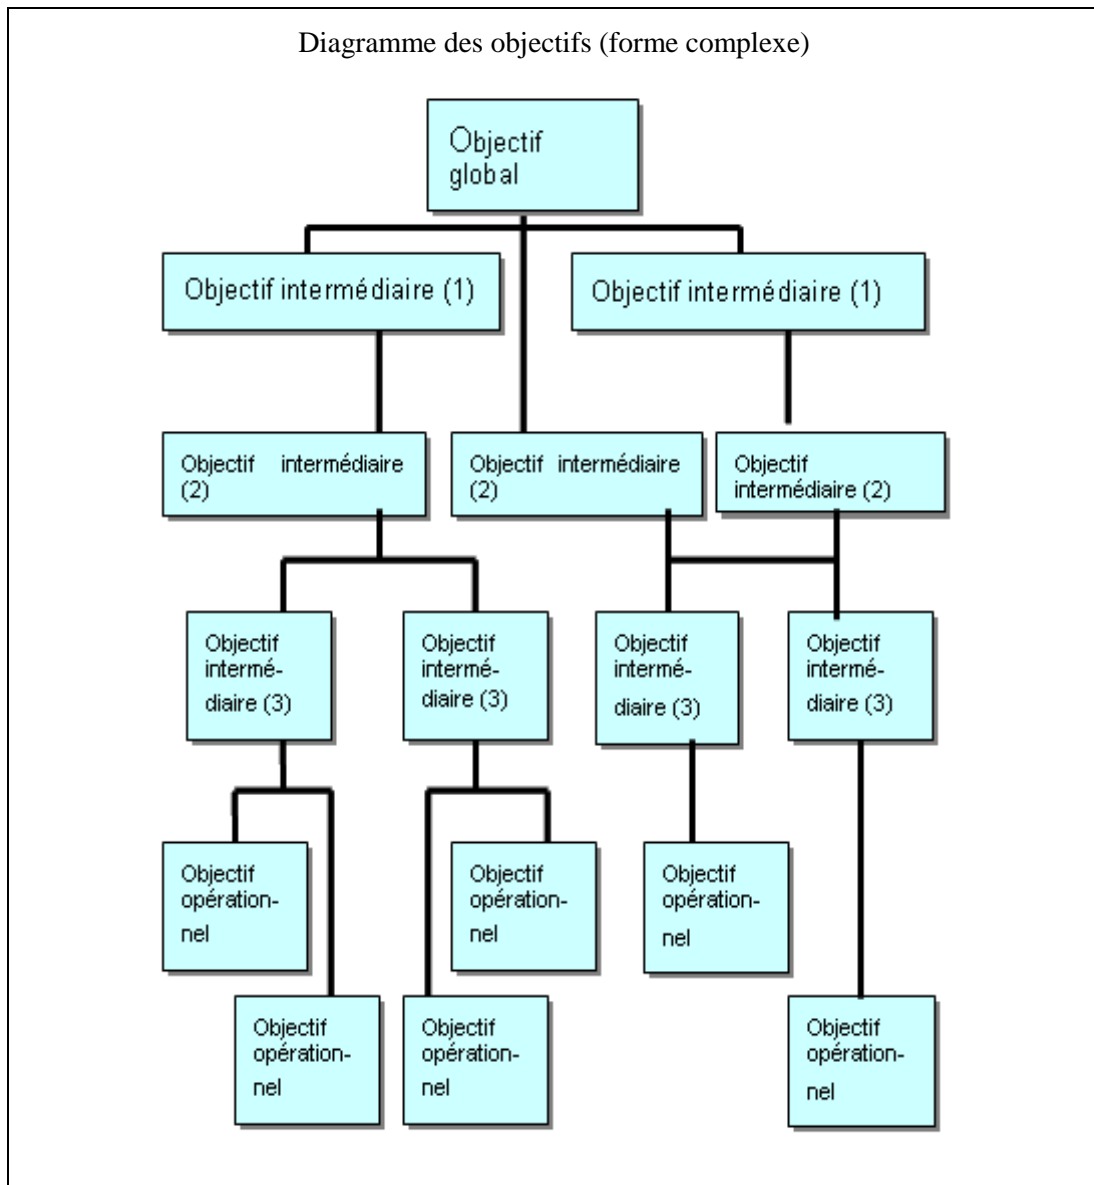 Diagramme des objectifs (forme complexe)
Objectif
global
Objectif intermédiaire (1)
Objectif intermédiaire (1)
Objectif intermédiaire
(2)
Objectif intermédiaire
(2)
Objectif
intermédiaire (2)
Objectif
intermé-
diaire (3)
Objectif
intermé-
diaire (3)
Objectif
intermé-
diaire (3)
Objectif
intermé-
diaire (3)
Objectif
opération-
nel
Objectif
opération-
nel
Objectif
opération-
nel
Objectif
opération-
nel
Objectif
opération-
nel
Objectif
opération-
nel